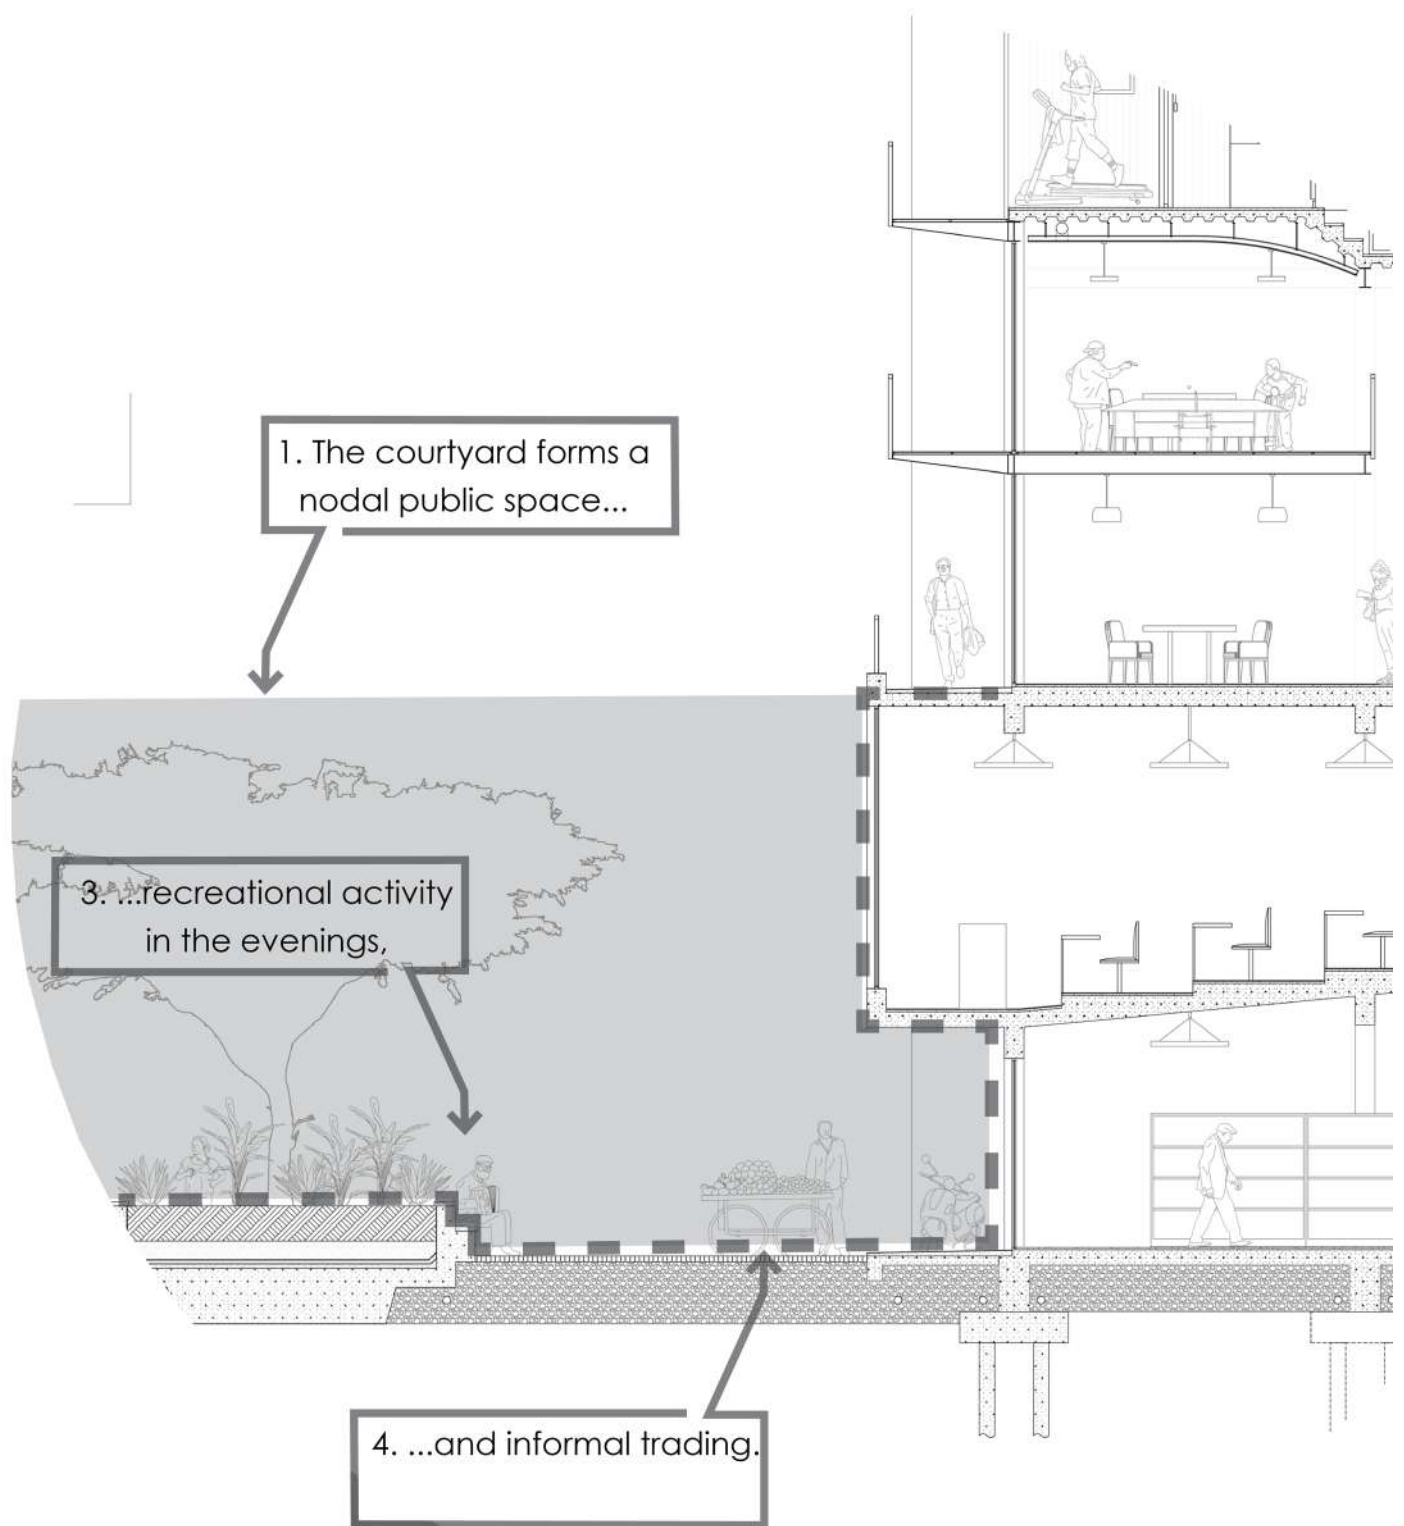 1. The courtyard forms a
nodal public space...
3. ...recreational activity
in the evenings,
4. ...and informal trading.